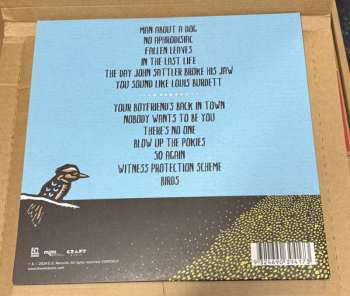 MAN ABOUT A DOG
NO APHRODISIAC
FALLEN LEAVES
IN THE LAST LIFE
THE DAY JOHN SATTLER BROKE HIS JAW
YOU SOUND LIKE LOUIS BURDETT
YOUR BOYFRIEND'S BACK IN TOWN
NOBODY WANTS TO BE YOU
THERE'S NO ONE
BLOW UP THE POKIES
SO AGAIN
WITNESS PROTECTION SCHEME
BIRDS
mgm
CRAFT